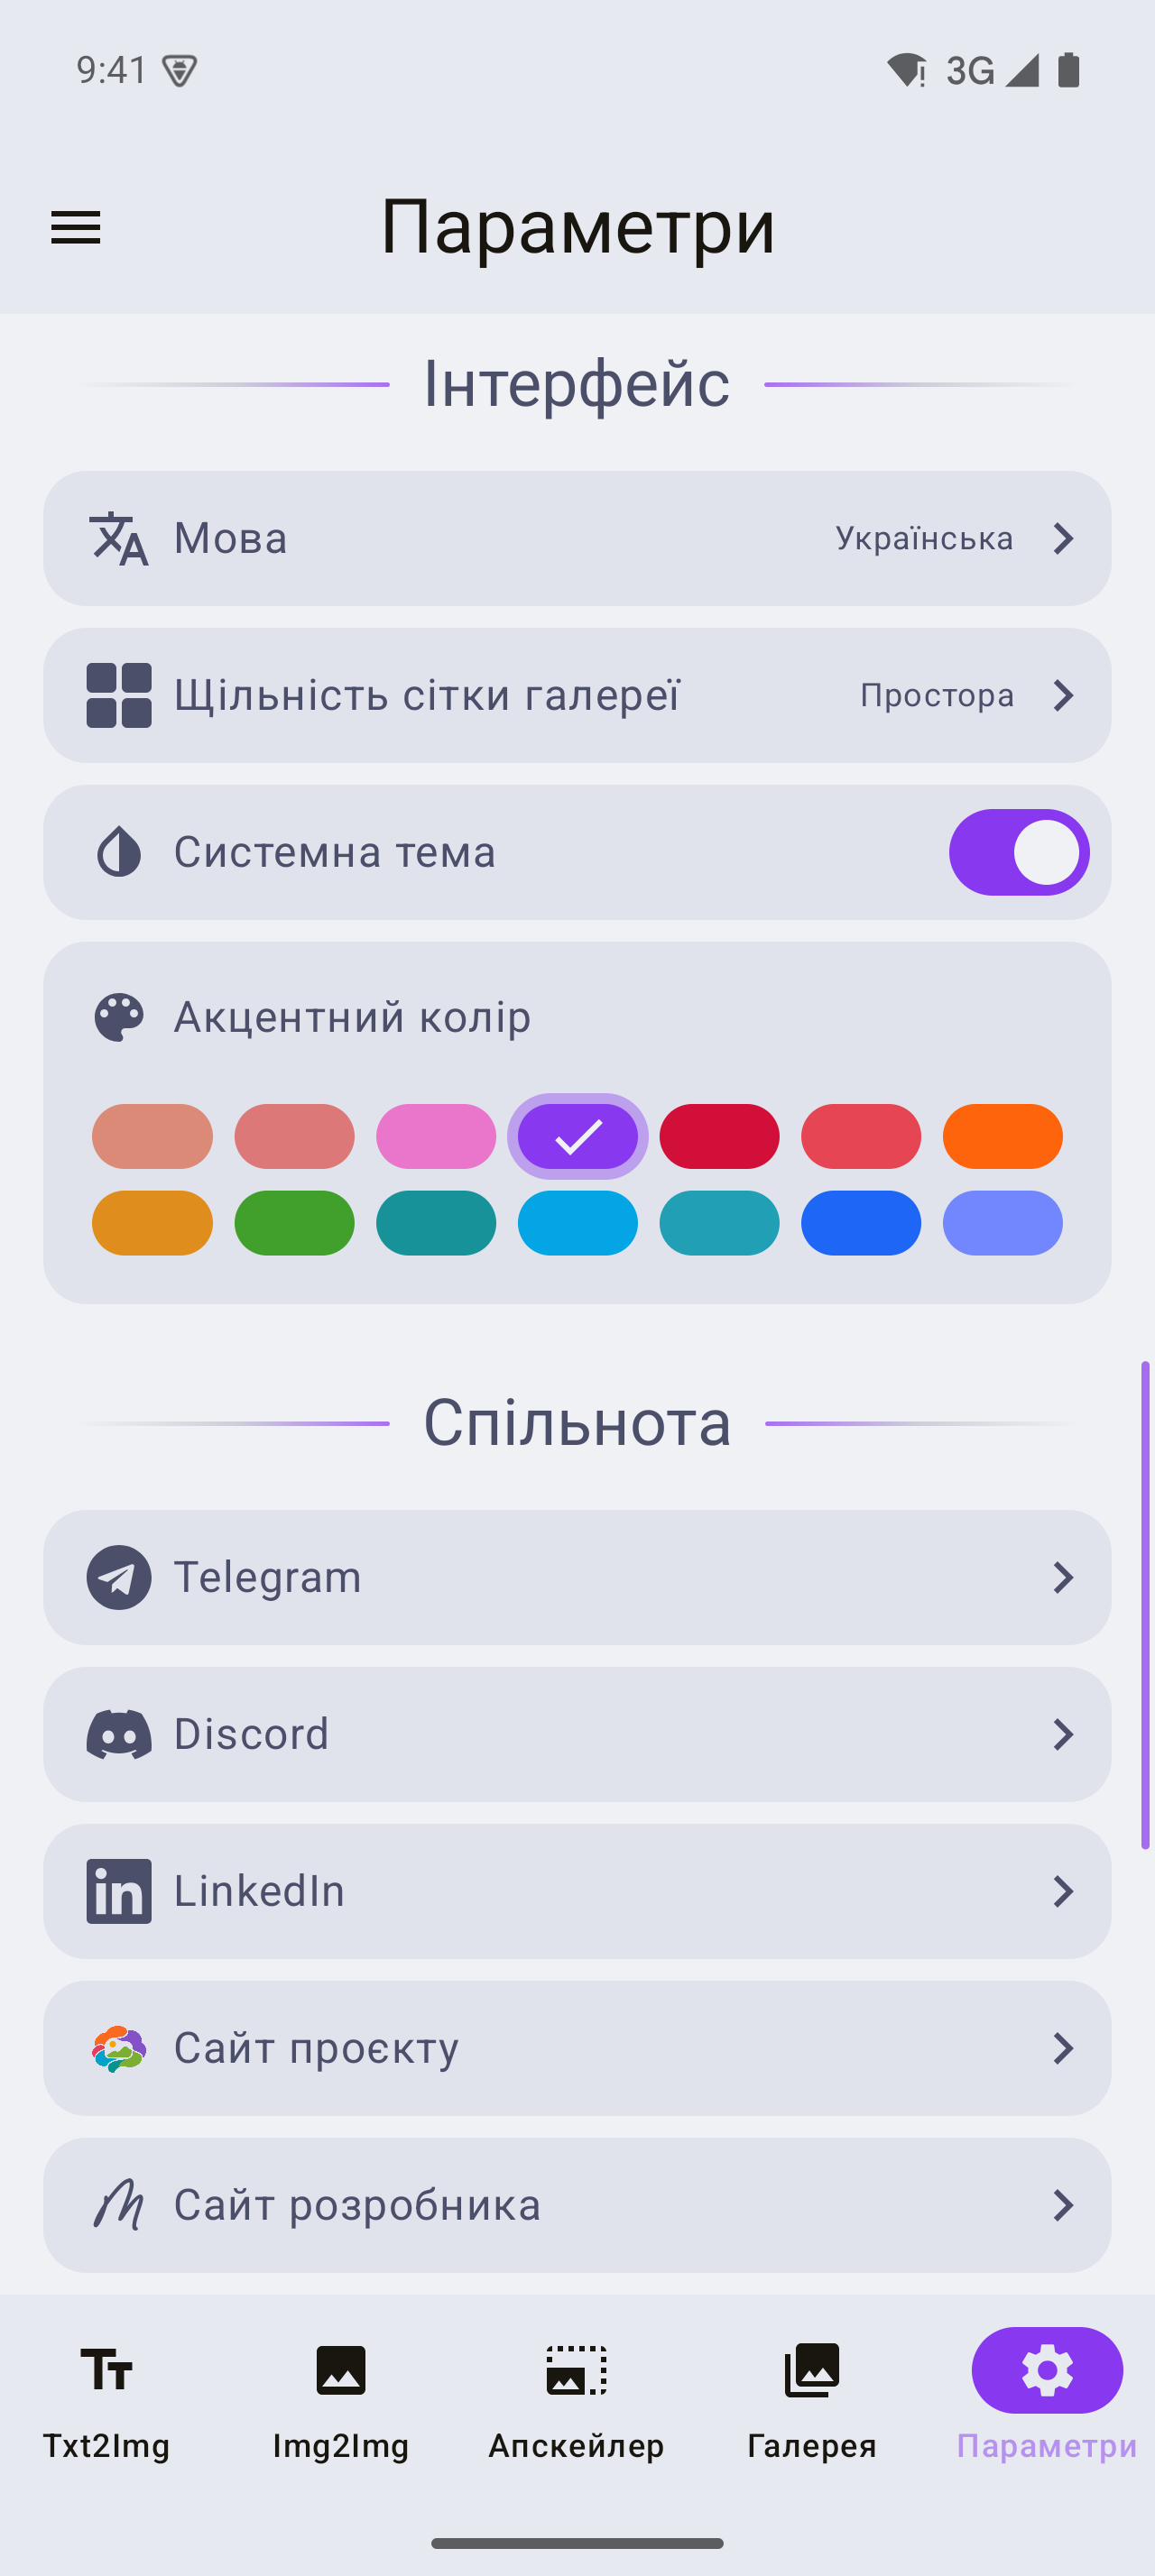 9:41
3G
Параметри
Інтерфейс
Мова
Українська
Щільність сітки галереї
Простора
Системна тема
Акцентний колір
Спільнота
Telegram
Discord
LinkedIn
Сайт проєкту
Сайт розробника
Txt2Img
Img2Img
Апскейлер
Галерея
Параметри